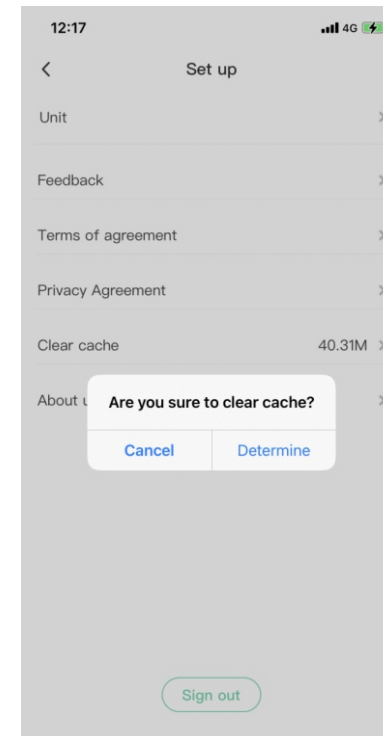 12:17
4G
Set up
Unit
Feedback
Terms of agreement
Privacy Agreement
Clear cache 40.31M
About u
Are you sure to clear cache?
Cancel Determine
Sign out